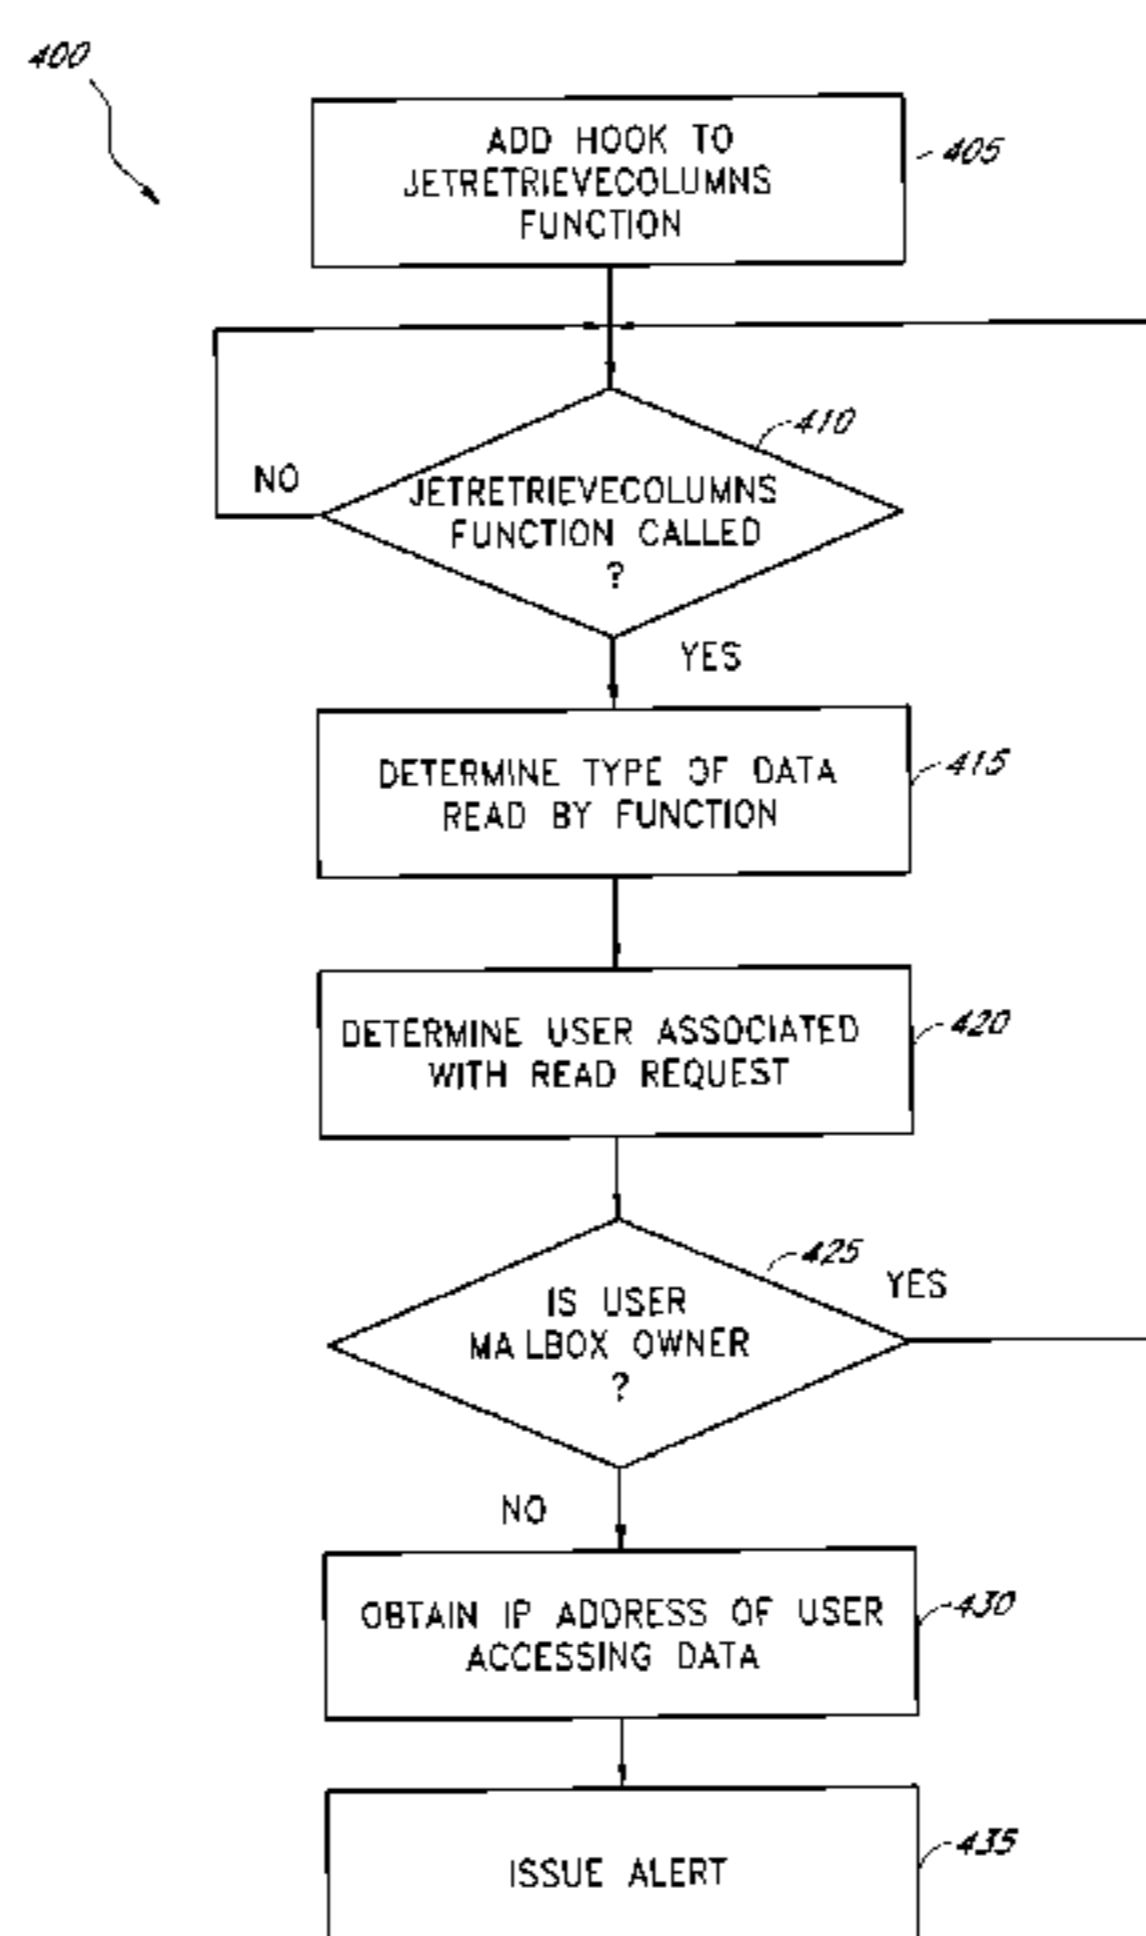 400
ADD HOOK TO
JETRETRIEVECOLUMNS
FUNCTION
405
410
NO
JETRETRIEVECOLUMNS
FUNCTION CALLED
?
YES
DETERMINE TYPE OF DATA
READ BY FUNCTION
415
DETERMINE USER ASSOCIATED
WITH READ REQUEST
420
425
YES
IS USER
MAILBOX OWNER
?
NO
OBTAIN IP ADDRESS OF USER
ACCESSING DATA
430
ISSUE ALERT
435